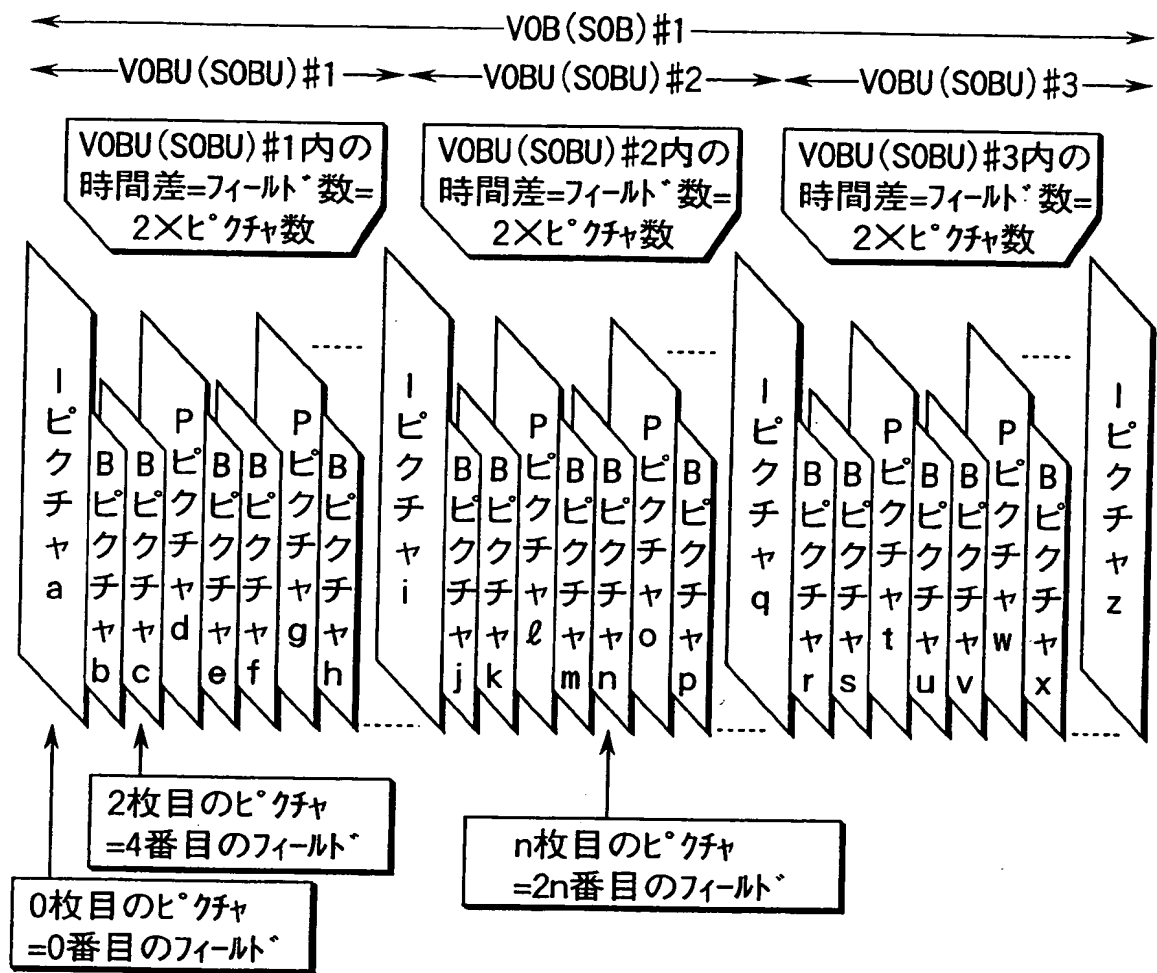 VOB(SOB)#1
VOBU(SOBU)#1
VOBU(SOBU)#2
VOBU(SOBU)#3
VOBU(SOBU)#1内の
時間差=フィールド数=
2×ピクチャ数
VOBU(SOBU)#2内の
時間差=フィールド数=
2×ピクチャ数
VOBU(SOBU)#3内の
時間差=フィールド数=
2×ピクチャ数
Iピクチャa
Bピクチャb
Bピクチャc
Pピクチャd
Bピクチャe
Bピクチャf
Pピクチャg
Bピクチャh
Iピクチャi
Bピクチャj
Bピクチャk
Pピクチャℓ
Bピクチャm
Bピクチャn
Pピクチャo
Bピクチャp
Iピクチャq
Bピクチャr
Bピクチャs
Pピクチャt
Bピクチャu
Bピクチャv
Pピクチャw
Bピクチャx
Iピクチャz
2枚目のピクチャ
=4番目のフィールド
n枚目のピクチャ
=2n番目のフィールド
0枚目のピクチャ
=0番目のフィールド